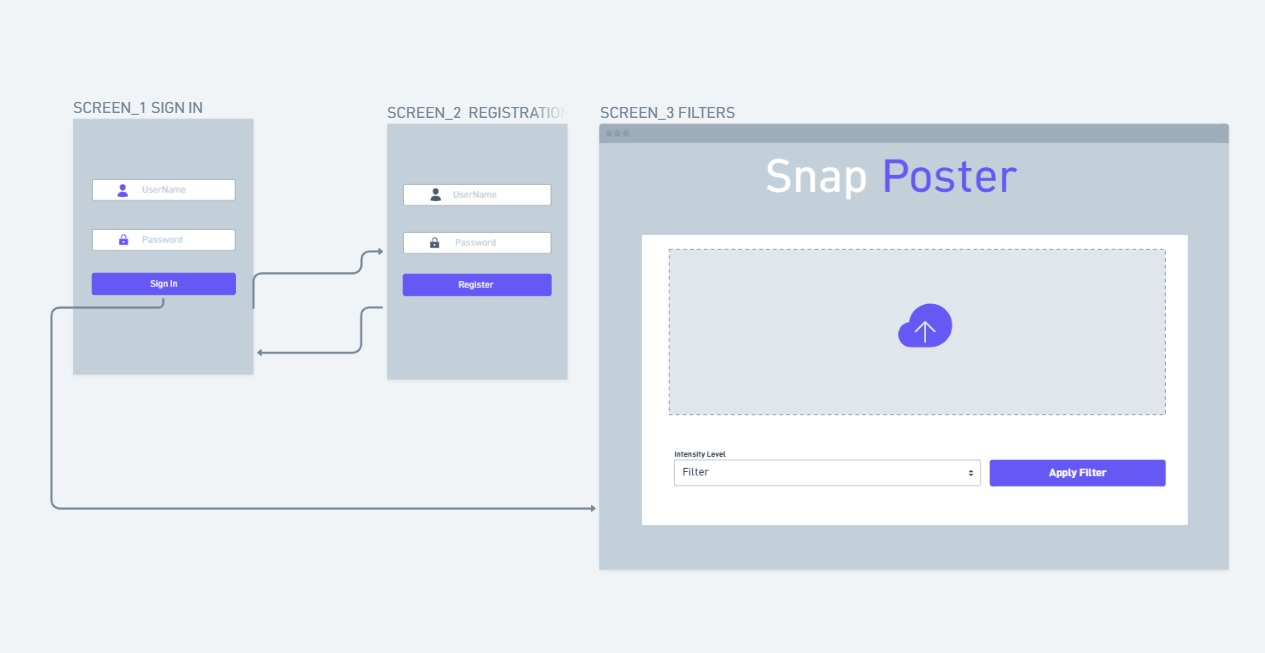 SCREEN_1 SIGN IN
UserName
Password
Sign In
SCREEN_2 REGISTRATION
UserName
Password
Register
SCREEN_3 FILTERS
Snap Poster
Intensity Level
Filter
Apply Filter